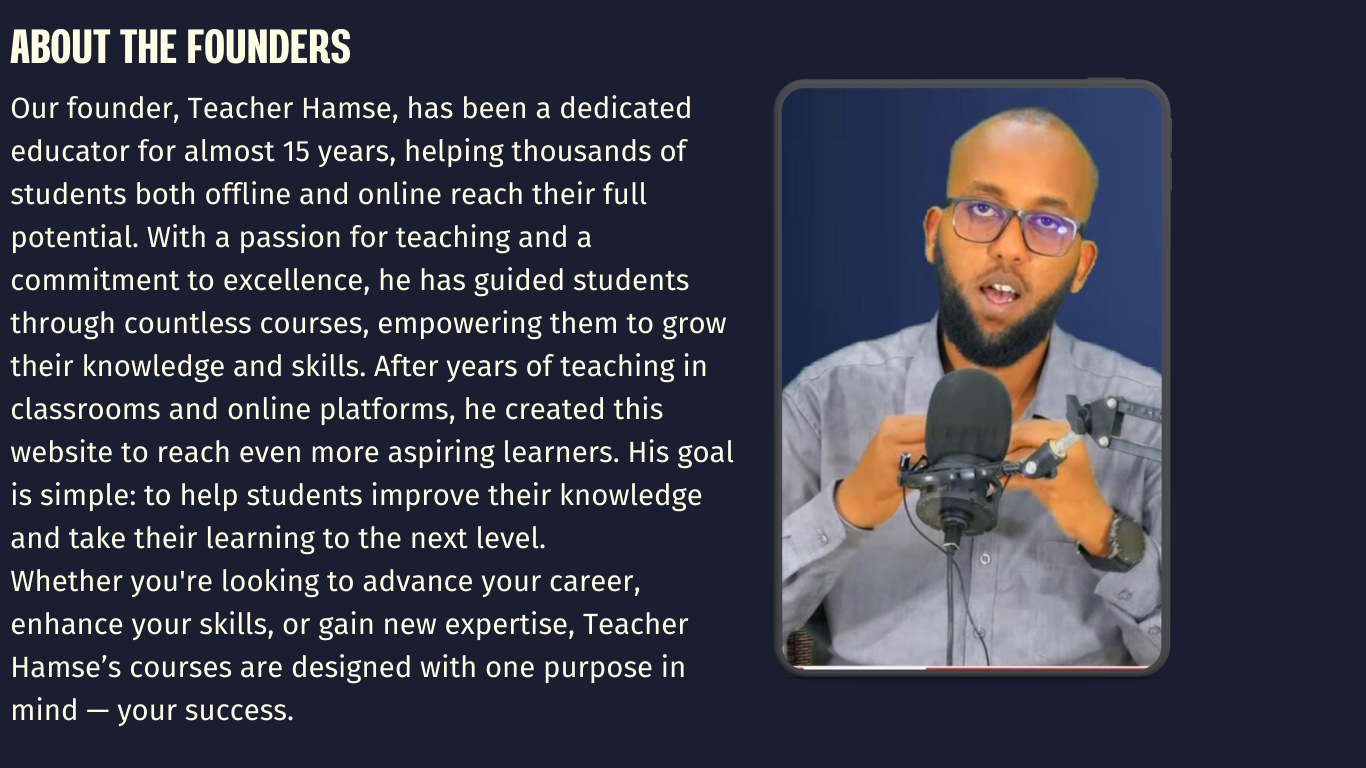 ABOUT THE FOUNDERS
Our founder, Teacher Hamse, has been a dedicated
educator for almost 15 years, helping thousands of
students both offline and online reach their full
potential. With a passion for teaching and a
commitment to excellence, he has guided students
through countless courses, empowering them to grow
their knowledge and skills. After years of teaching in
classrooms and online platforms, he created this
website to reach even more aspiring learners. His goal
is simple: to help students improve their knowledge
and take their learning to the next level.
Whether you're looking to advance your career,
enhance your skills, or gain new expertise, Teacher
Hamse’s courses are designed with one purpose in
mind — your success.